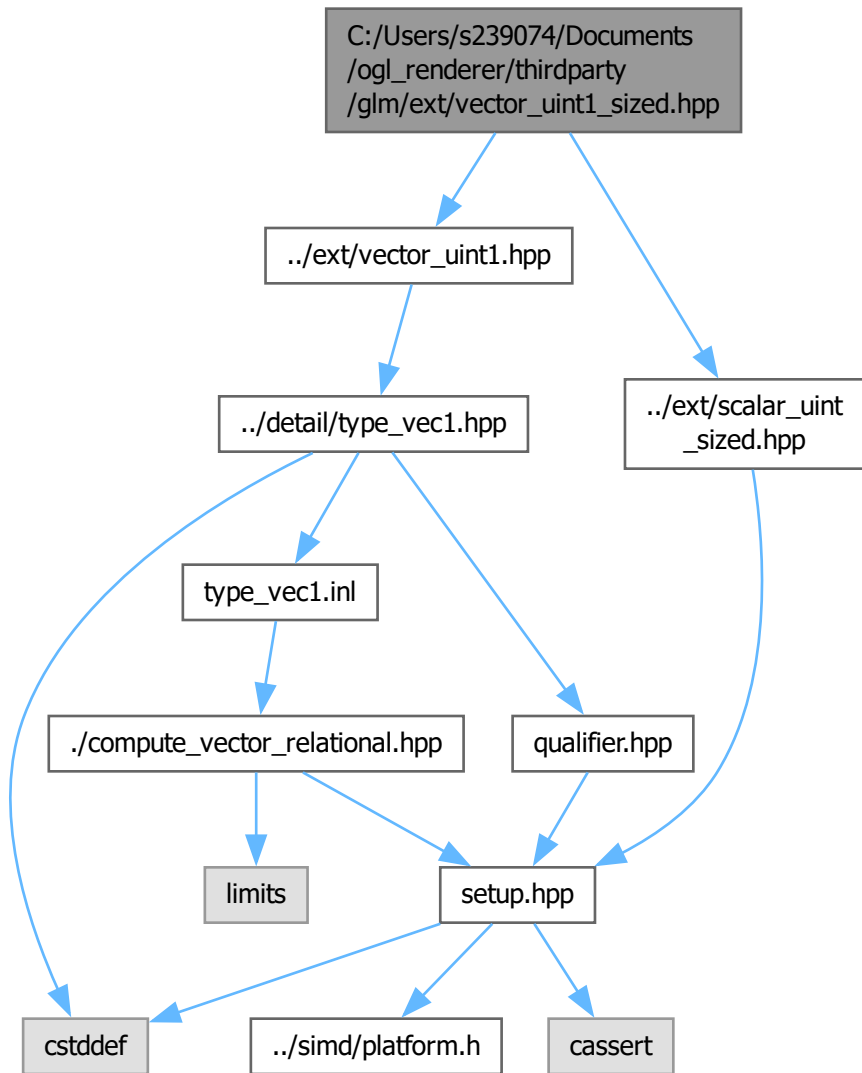 C:/Users/s239074/Documents
/ogl_renderer/thirdparty
/glm/ext/vector_uint1_sized.hpp
../ext/vector_uint1.hpp
../detail/type_vec1.hpp
../ext/scalar_uint
_sized.hpp
type_vec1.inl
./compute_vector_relational.hpp
qualifier.hpp
limits
setup.hpp
cstddef
../simd/platform.h
cassert